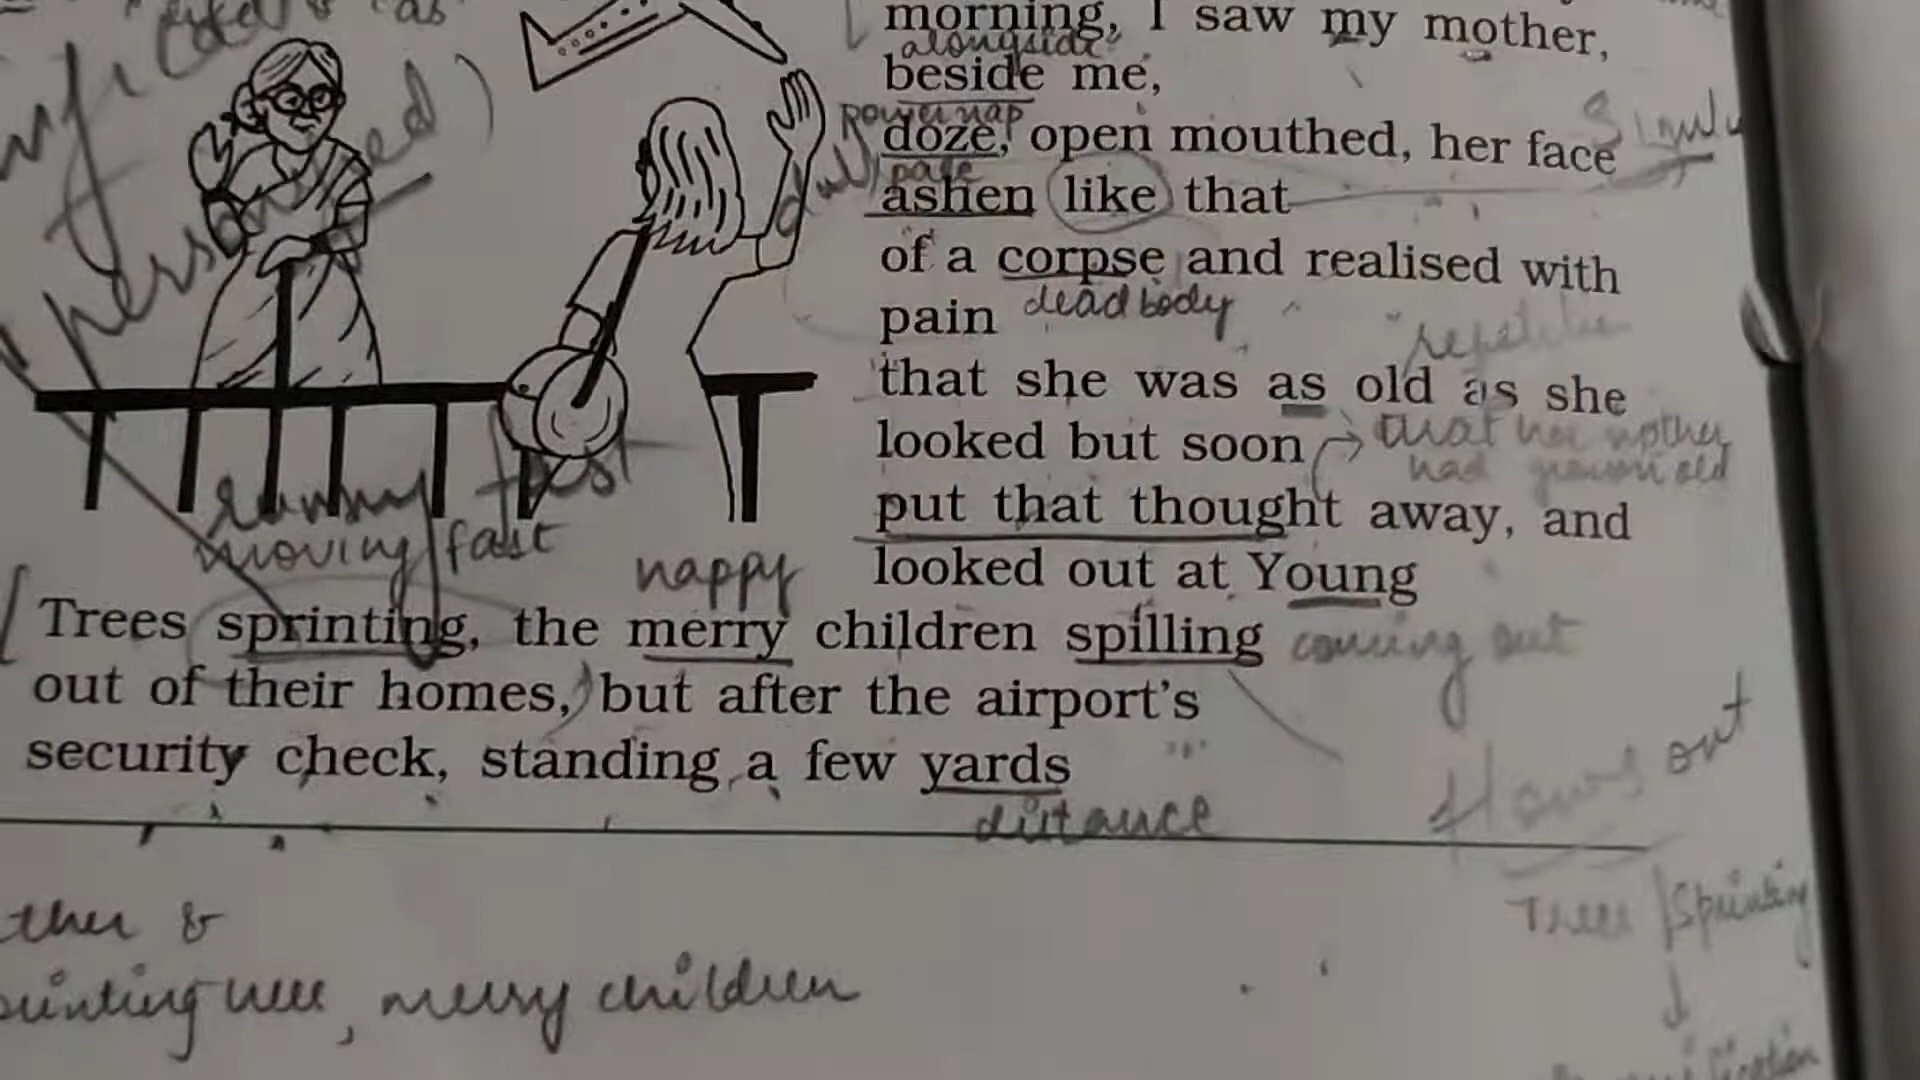 as
morning, I saw my mother,
alongside
beside me,
power nap
doze, open mouthed, her face
dull/pale
ashen like that
of a corpse and realised with
dead body
pain
that she was as old as she
looked but soon → that her mother
had grown old
put that thought away, and
looked out at Young
running fast
moving fast
happy
Trees sprinting, the merry children spilling coming out
out of their homes, but after the airport's
security check, standing a few yards
distance
out
Trees sprinting
merry children